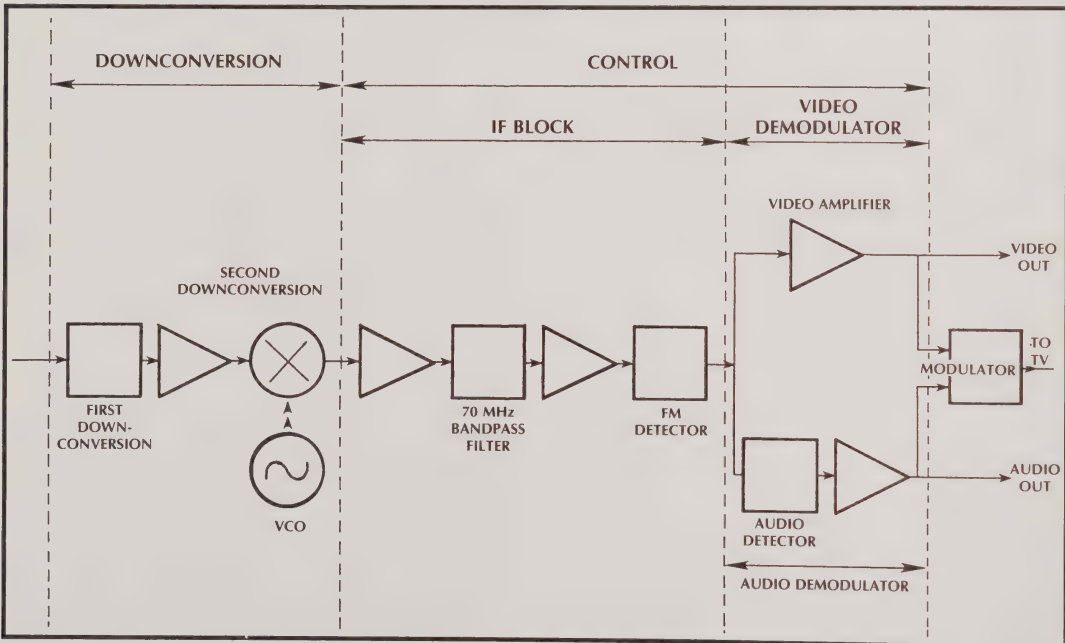 DOWNCONVERSION
CONTROL
IF BLOCK
VIDEO
DEMODULATOR
VIDEO AMPLIFIER
VIDEO
OUT
SECOND
DOWNCONVERSION
TO
TV
MODULATOR
FIRST
DOWN-
CONVERSION
70 MHz
BANDPASS
FILTER
FM
DETECTOR
VCO
AUDIO
DETECTOR
AUDIO
OUT
AUDIO DEMODULATOR